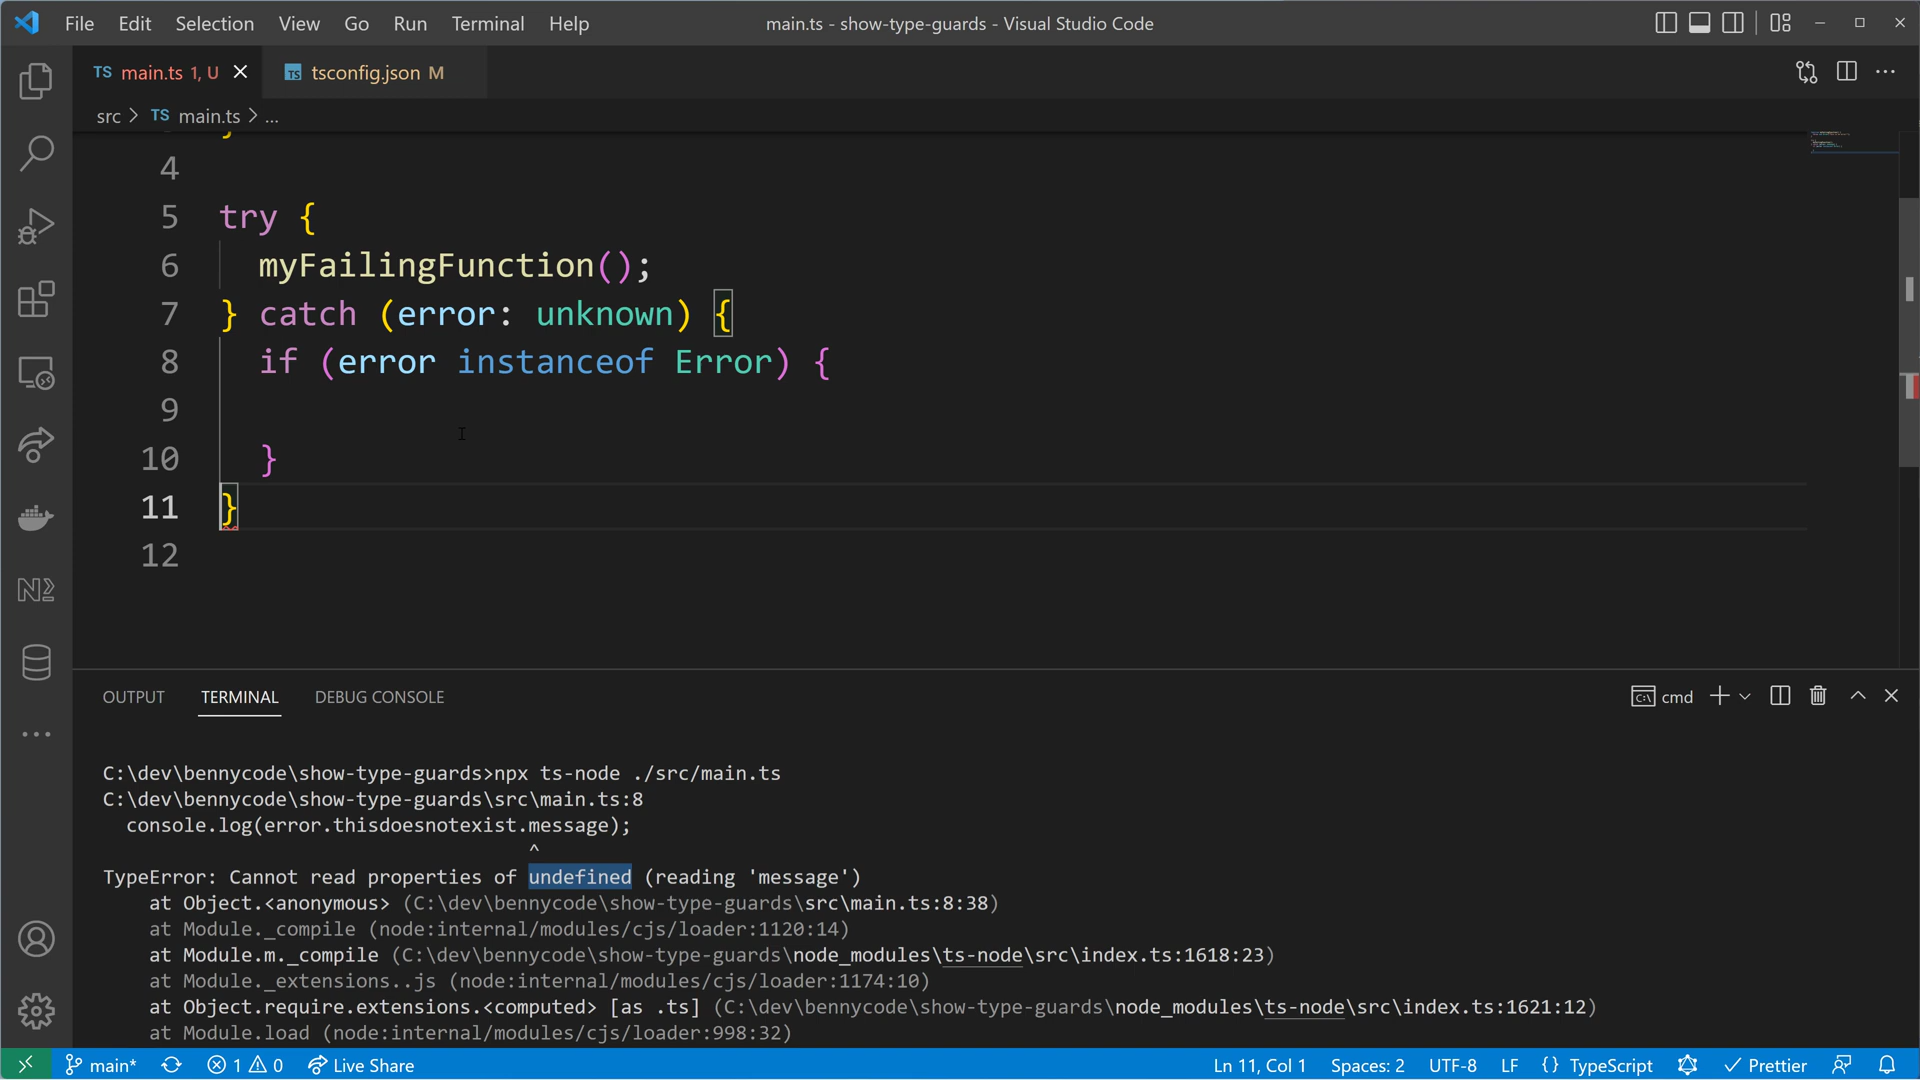 File Edit Selection View Go Run Terminal Help
main.ts - show-type-guards - Visual Studio Code
TS main.ts 1, U
TS tsconfig.json M
src > TS main.ts > ...
}
4
5 try {
6 myFailingFunction();
7 } catch (error: unknown) {
8 if (error instanceof Error) {
9
10 }
11 }
12
OUTPUT TERMINAL DEBUG CONSOLE
cmd
C:\dev\bennycode\show-type-guards>npx ts-node ./src/main.ts
C:\dev\bennycode\show-type-guards\src\main.ts:8
console.log(error.thisdoesnotexist.message);
^
TypeError: Cannot read properties of undefined (reading 'message')
at Object.<anonymous> (C:\dev\bennycode\show-type-guards\src\main.ts:8:38)
at Module._compile (node:internal/modules/cjs/loader:1120:14)
at Module.m._compile (C:\dev\bennycode\show-type-guards\node_modules\ts-node\src\index.ts:1618:23)
at Module._extensions..js (node:internal/modules/cjs/loader:1174:10)
at Object.require.extensions.<computed> [as .ts] (C:\dev\bennycode\show-type-guards\node_modules\ts-node\src\index.ts:1621:12)
at Module.load (node:internal/modules/cjs/loader:998:32)
main* 1 0 Live Share
Ln 11, Col 1 Spaces: 2 UTF-8 LF {} TypeScript Prettier